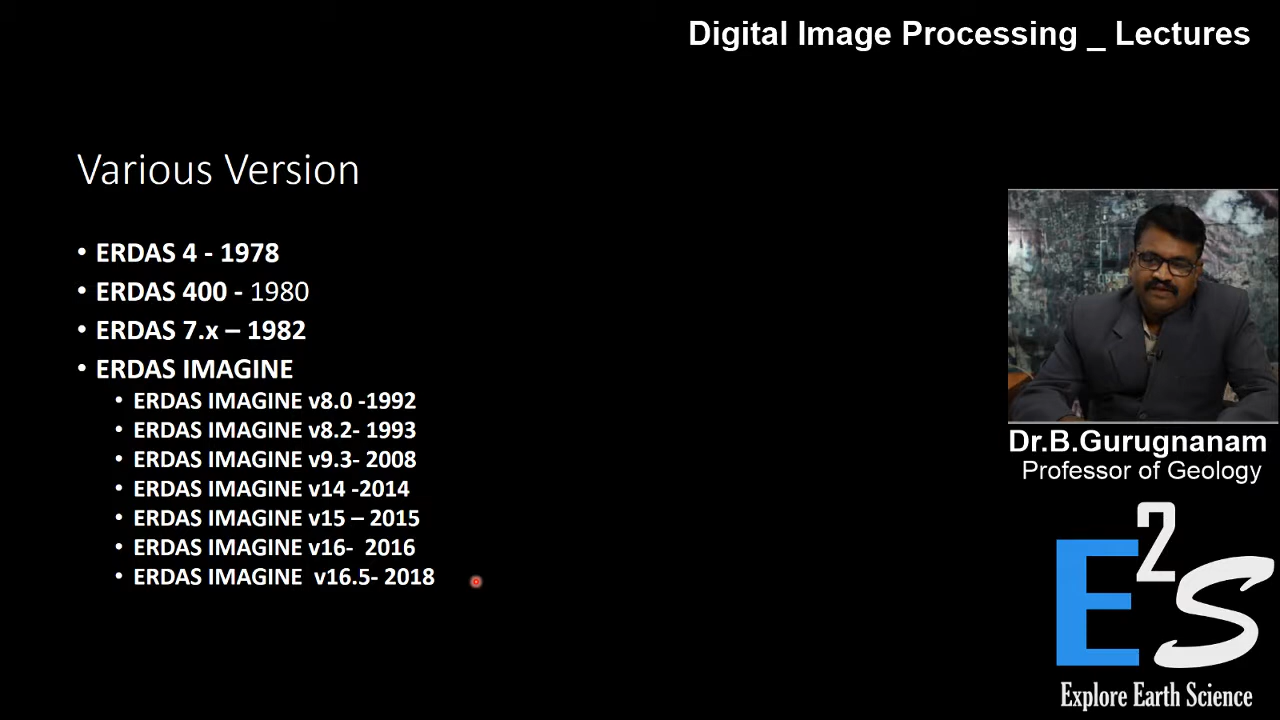 Digital Image Processing _ Lectures
Various Version
• ERDAS 4 - 1978
• ERDAS 400 - 1980
• ERDAS 7.x – 1982
• ERDAS IMAGINE
• ERDAS IMAGINE v8.0 -1992
• ERDAS IMAGINE v8.2- 1993
• ERDAS IMAGINE v9.3- 2008
• ERDAS IMAGINE v14 -2014
• ERDAS IMAGINE v15 – 2015
• ERDAS IMAGINE v16-  2016
• ERDAS IMAGINE  v16.5- 2018
Dr.B.Gurugnanam
Professor of Geology
E2S
Explore Earth Science